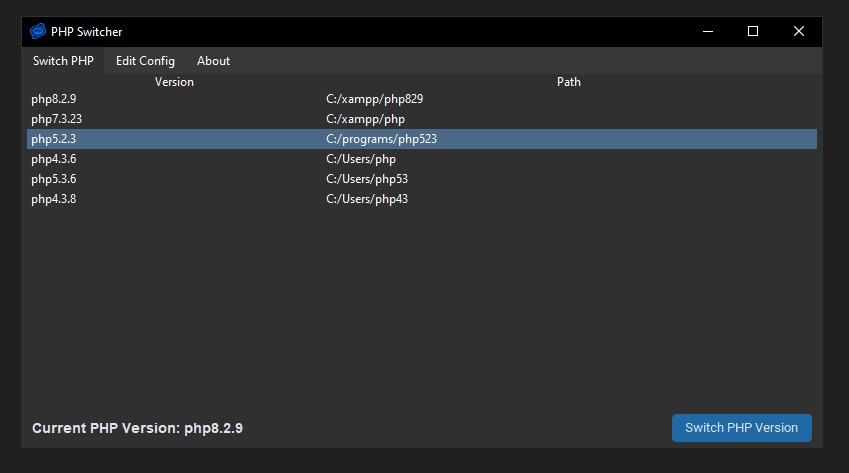 PHP Switcher
Switch PHP Edit Config About
Version Path
php8.2.9 C:/xampp/php829
php7.3.23 C:/xampp/php
php5.2.3 C:/programs/php523
php4.3.6 C:/Users/php
php5.3.6 C:/Users/php53
php4.3.8 C:/Users/php43
Current PHP Version: php8.2.9 Switch PHP Version